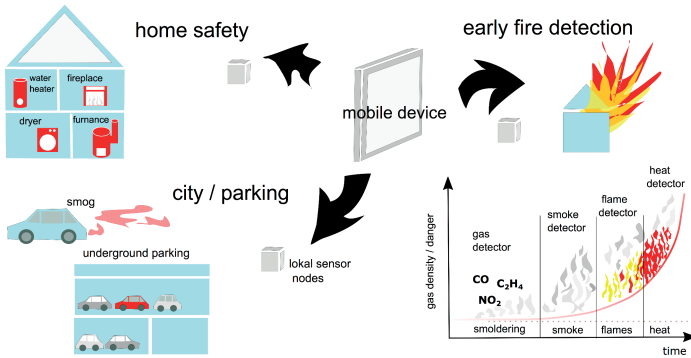 home safety
early fire detection
water
heater
fireplace
dryer
furnance
mobile device
city / parking
smog
underground parking
lokal sensor
nodes
gas density / danger
gas
detector
smoke
detector
flame
detector
heat
detector
CO
C₂H₄
NO₂
smoldering
smoke
flames
heat
time